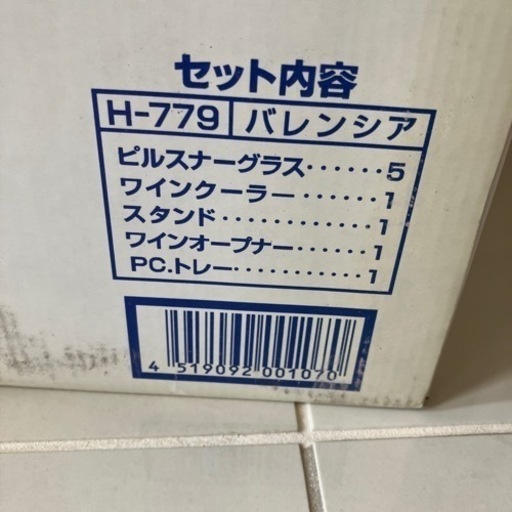 セット内容
H-779 バレンシア
ピルスナーグラス・・・・・・5
ワインクーラー・・・・・・1
スタンド・・・・・・・・・・・1
ワインオープナー・・・・・・1
PC.トレー・・・・・・・・・・・1
4 519092 001070